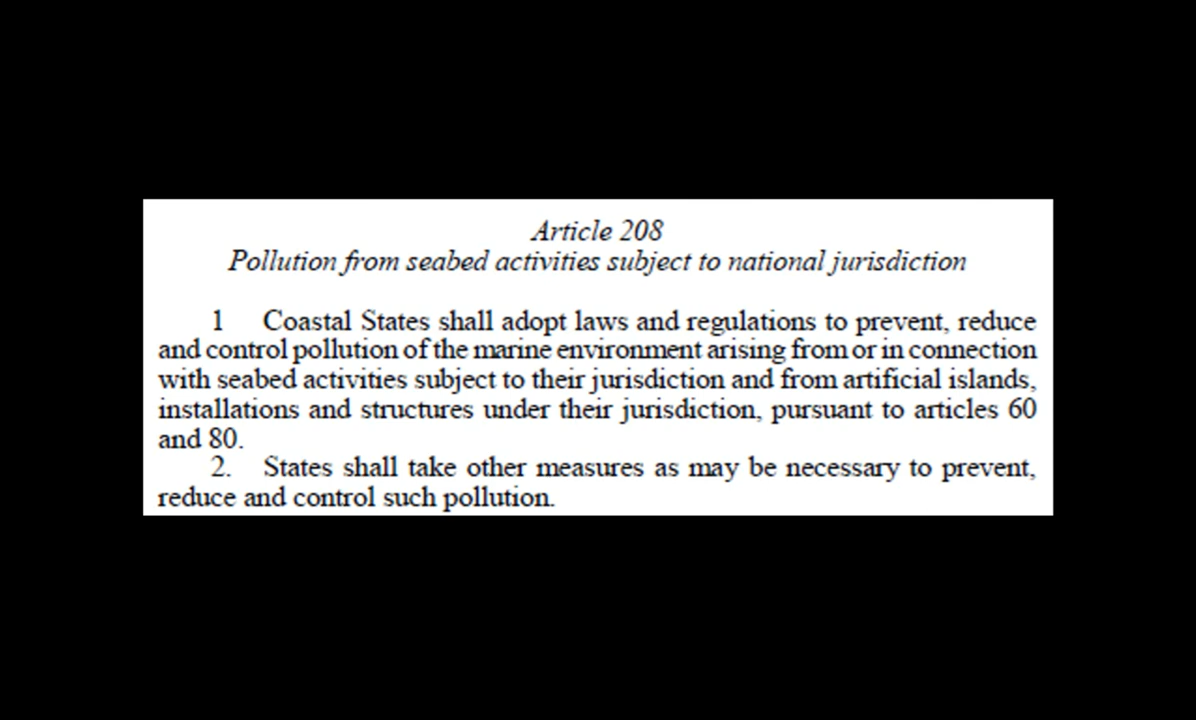 Article 208
Pollution from seabed activities subject to national jurisdiction
1 Coastal States shall adopt laws and regulations to prevent, reduce
and control pollution of the marine environment arising from or in connection
with seabed activities subject to their jurisdiction and from artificial islands,
installations and structures under their jurisdiction, pursuant to articles 60
and 80.
2. States shall take other measures as may be necessary to prevent,
reduce and control such pollution.